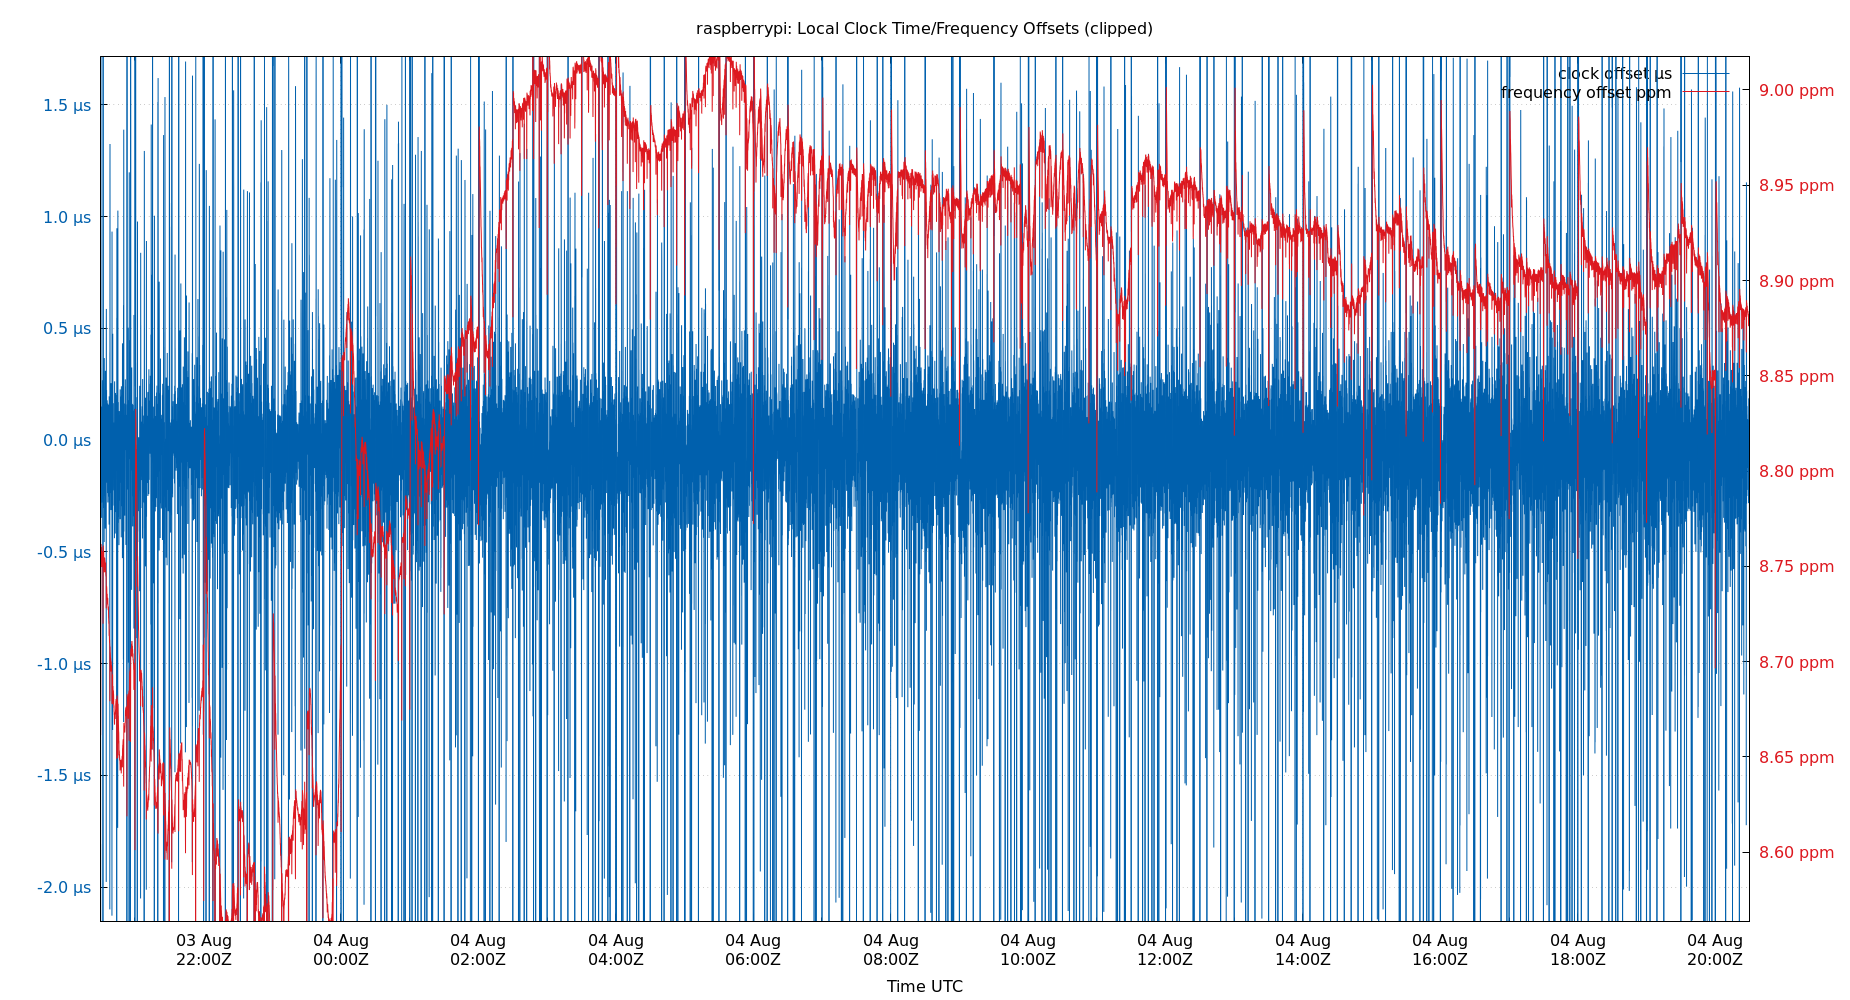 raspberrypi: Local Clock Time/Frequency Offsets (clipped)
clock offset µs
frequency offset ppm
1.5 µs
1.0 µs
0.5 µs
0.0 µs
-0.5 µs
-1.0 µs
-1.5 µs
-2.0 µs
9.00 ppm
8.95 ppm
8.90 ppm
8.85 ppm
8.80 ppm
8.75 ppm
8.70 ppm
8.65 ppm
8.60 ppm
03 Aug 04 Aug 04 Aug 04 Aug 04 Aug 04 Aug 04 Aug 04 Aug 04 Aug 04 Aug 04 Aug 04 Aug
22:00Z 00:00Z 02:00Z 04:00Z 06:00Z 08:00Z 10:00Z 12:00Z 14:00Z 16:00Z 18:00Z 20:00Z
Time UTC